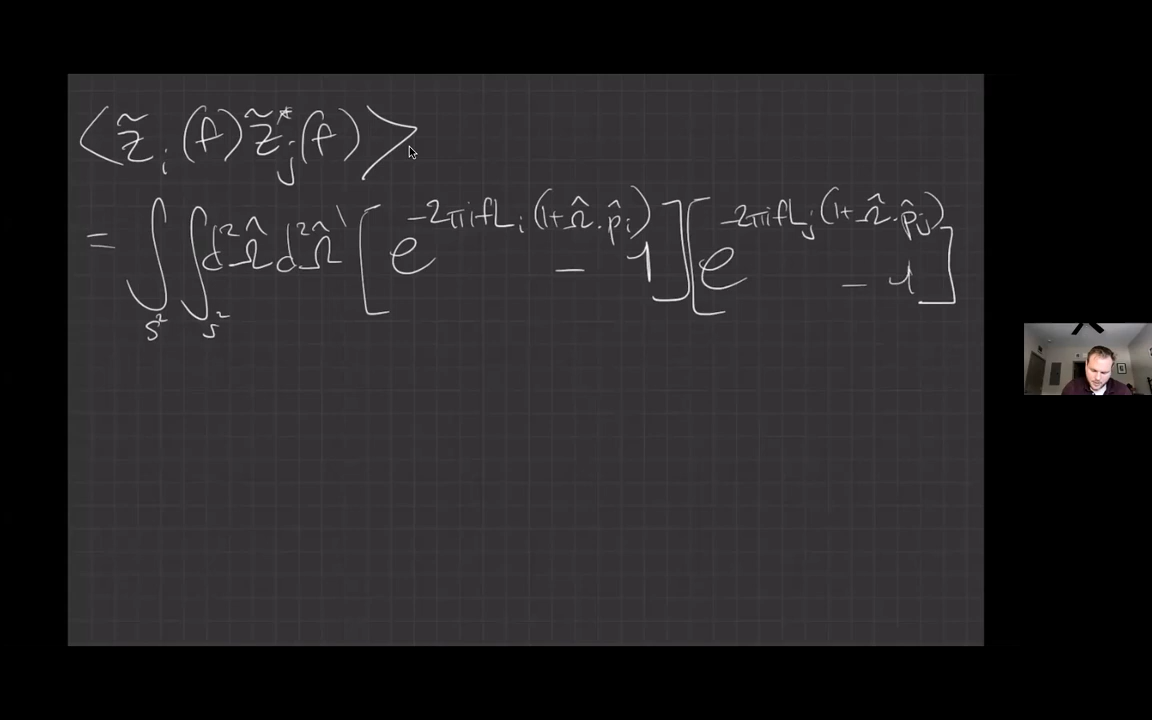 ⟨z̃ᵢ(f) z̃*ⱼ(f)⟩
= ∫_{S²} ∫_{S²} d²Ω̂ d²Ω̂' [e^{-2πifLᵢ(1+Ω̂·p̂ᵢ)} − 1][e^{-2πifLⱼ(1+Ω̂·p̂ⱼ)} − 1]